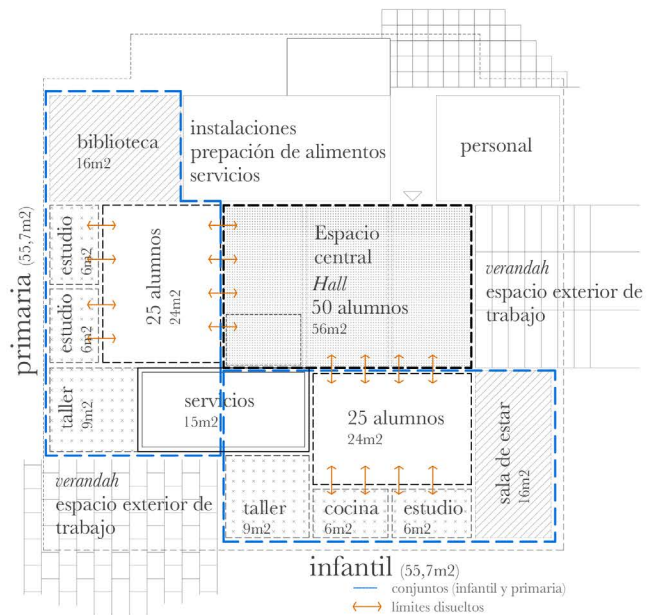 biblioteca
16m2
instalaciones
prepación de alimentos
servicios
personal
primaria (55,7m2)
estudio
6m2
estudio
6m2
25 alumnos
24m2
Espacio
central
Hall
50 alumnos
56m2
verandah
espacio exterior de
trabajo
taller
9m2
servicios
15m2
25 alumnos
24m2
sala de estar
16m2
verandah
espacio exterior de
trabajo
taller
9m2
cocina
6m2
estudio
6m2
infantil (55,7m2)
conjuntos (infantil y primaria)
límites disueltos